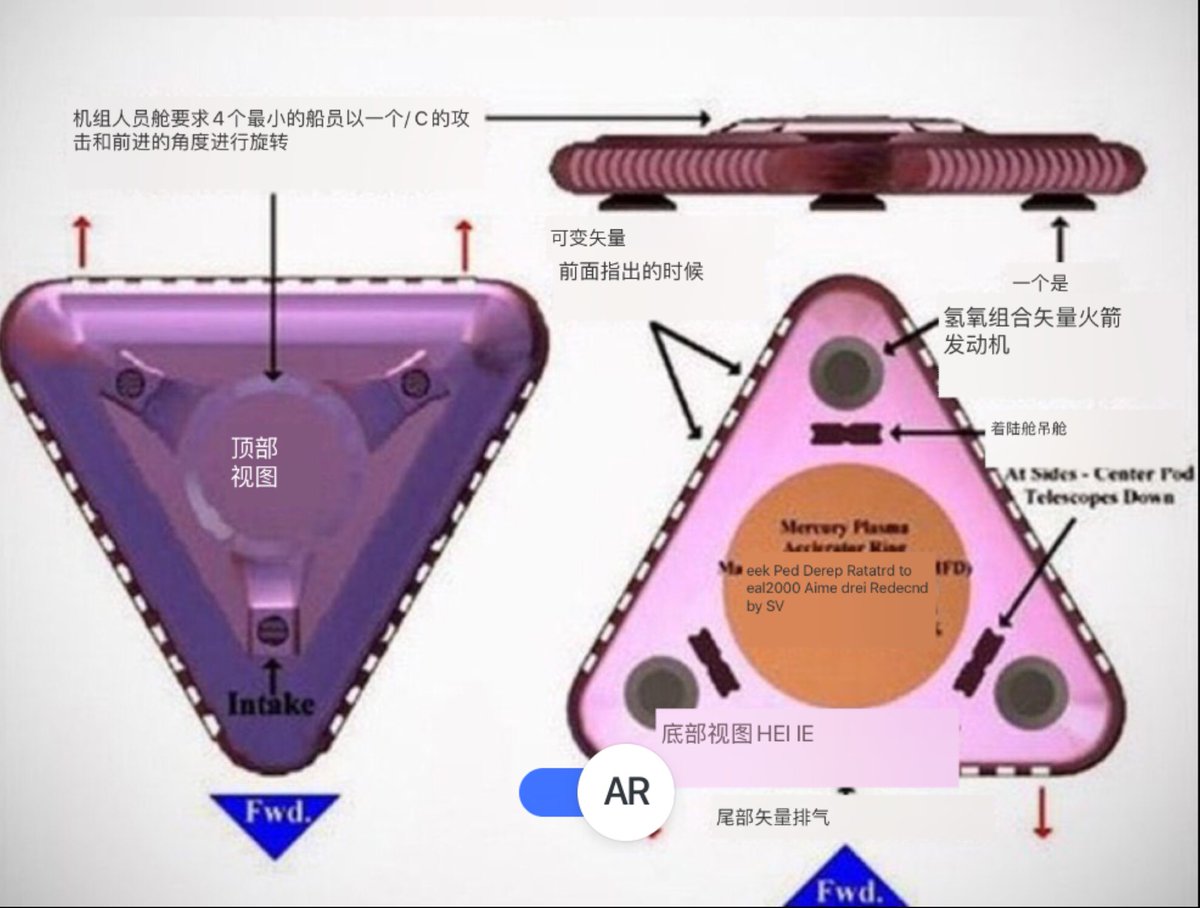 机组人员舱要求4个最小的船员以一个/C的攻
击和前进的角度进行旋转
可变矢量
前面指出的时候
一个是
氢氧组合矢量火箭
发动机
着陆舱吊舱
At Sides - Center Pod
Telescopes Down
顶部
视图
Mercury Plasma
Accelerator Ring
Ma
FD)
eek Ped Derep Ratatrd to
eal2000 Aime drei Redecnd
by SV
Intake
底部视图HEI IE
AR
尾部矢量排气
Fwd.
Fwd.